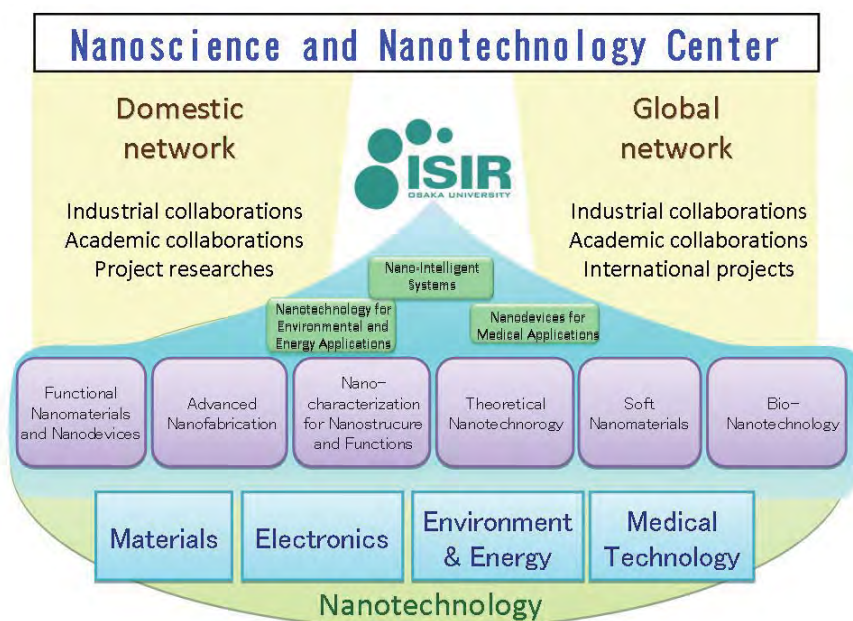 Nanoscience and Nanotechnology Center
Domestic
network
Industrial collaborations
Academic collaborations
Project researches
ISIR
OSAKA UNIVERSITY
Global
network
Industrial collaborations
Academic collaborations
International projects
Nano-Intelligent
Systems
Nanotechnology for
Environmental and
Energy Applications
Nanodevices for
Medical Applications
Functional
Nanomaterials
and Nanodevices
Advanced
Nanofabrication
Nano-
characterization
for Nanostrucure
and Functions
Theoretical
Nanotechnorogy
Soft
Nanomaterials
Bio-
Nanotechnology
Materials
Electronics
Environment
& Energy
Medical
Technology
Nanotechnology